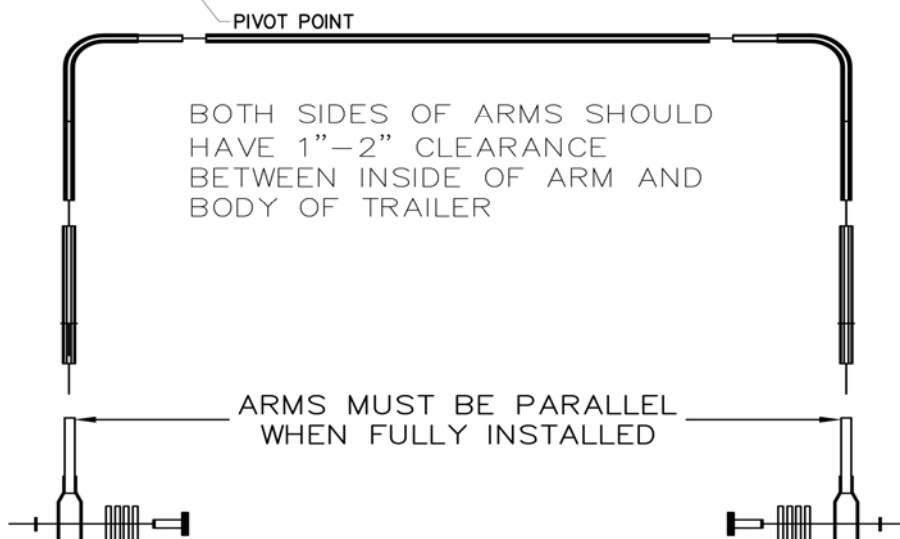 PIVOT POINT
BOTH SIDES OF ARMS SHOULD
HAVE 1”–2” CLEARANCE
BETWEEN INSIDE OF ARM AND
BODY OF TRAILER
ARMS MUST BE PARALLEL
WHEN FULLY INSTALLED